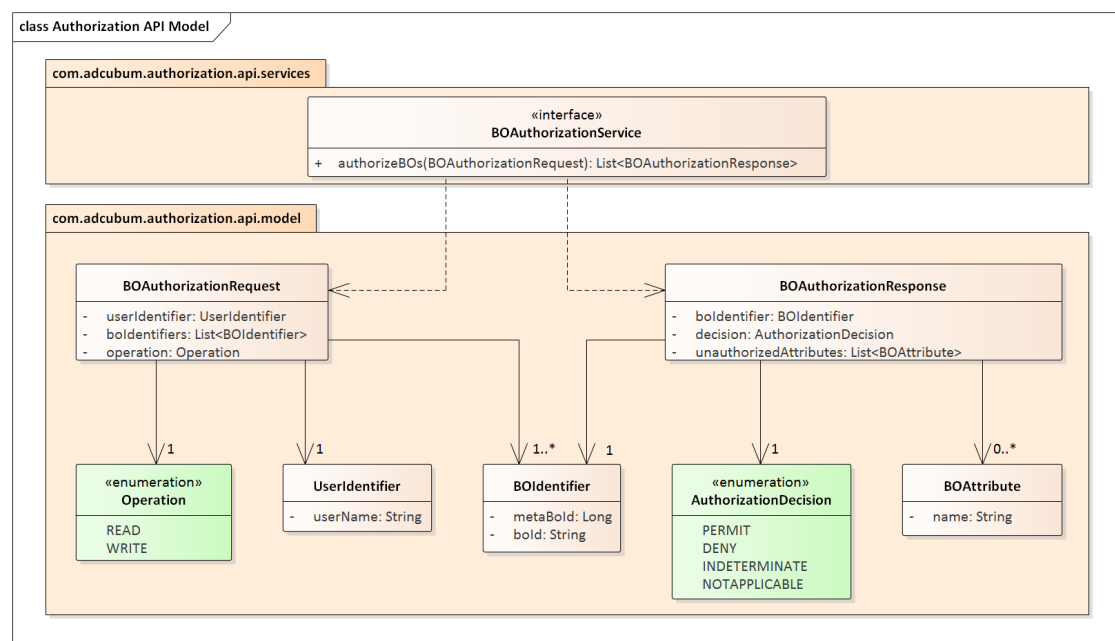 class Authorization API Model
com.adcubum.authorization.api.services
«interface»
BOAuthorizationService
+ authorizeBOs(BOAuthorizationRequest): List<BOAuthorizationResponse>
com.adcubum.authorization.api.model
BOAuthorizationRequest
- userIdentifier: UserIdentifier
- boIdentifiers: List<BOIdentifier>
- operation: Operation
BOAuthorizationResponse
- boIdentifier: BOIdentifier
- decision: AuthorizationDecision
- unauthorizedAttributes: List<BOAttribute>
1
1
1..*
1
1
0..*
«enumeration»
Operation
READ
WRITE
UserIdentifier
- userName: String
BOIdentifier
- metaBoId: Long
- boId: String
«enumeration»
AuthorizationDecision
PERMIT
DENY
INDETERMINATE
NOTAPPLICABLE
BOAttribute
- name: String